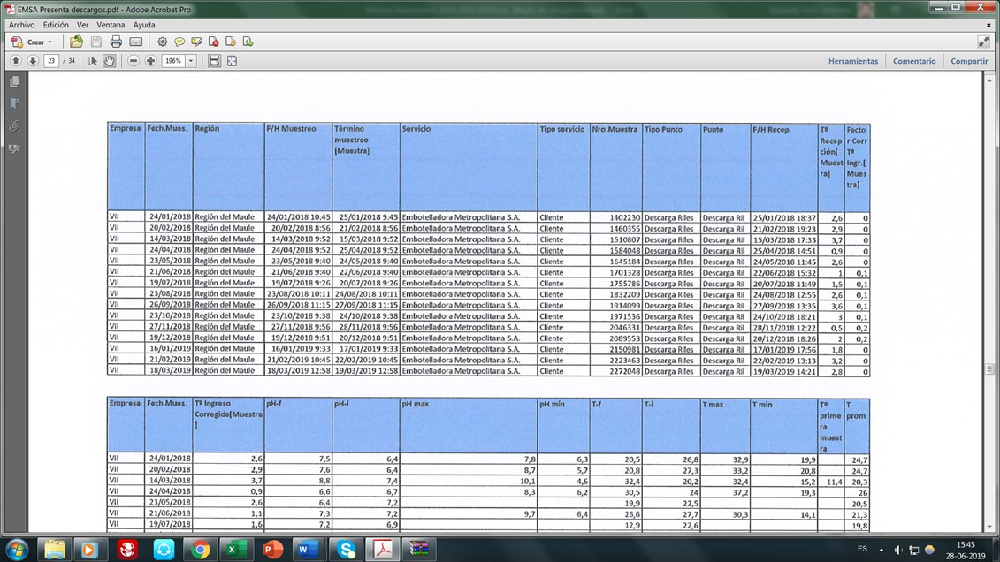 EMSA Presenta descargos.pdf - Adobe Acrobat Pro
Archivo Edición Ver Ventana Ayuda
Crear
23 / 34 196% Herramientas Comentario Compartir
Empresa Fech.Mues. Región F/H Muestreo Término muestreo [Muestra] Servicio Tipo servicio Nro.Muestra Tipo Punto Punto F/H Recep. Tª Recepción[Muestra] Factor Corr Tª Ingr.[Muestra]
VII 24/01/2018 Región del Maule 24/01/2018 10:45 25/01/2018 9:45 Embotelladora Metropolitana S.A. Cliente 1402230 Descarga Riles Descarga Ril 25/01/2018 18:37 2,6 0
VII 20/02/2018 Región del Maule 20/02/2018 8:56 21/02/2018 8:56 Embotelladora Metropolitana S.A. Cliente 1460355 Descarga Riles Descarga Ril 21/02/2018 19:23 2,9 0
VII 14/03/2018 Región del Maule 14/03/2018 9:52 15/03/2018 9:52 Embotelladora Metropolitana S.A. Cliente 1510807 Descarga Riles Descarga Ril 15/03/2018 17:33 3,7 0
VII 24/04/2018 Región del Maule 24/04/2018 9:52 25/04/2018 9:52 Embotelladora Metropolitana S.A. Cliente 1584048 Descarga Riles Descarga Ril 25/04/2018 14:51 0,9 0
VII 23/05/2018 Región del Maule 23/05/2018 9:40 24/05/2018 9:40 Embotelladora Metropolitana S.A. Cliente 1645184 Descarga Riles Descarga Ril 24/05/2018 11:45 2,6 0
VII 21/06/2018 Región del Maule 21/06/2018 9:40 22/06/2018 9:40 Embotelladora Metropolitana S.A. Cliente 1701328 Descarga Riles Descarga Ril 22/06/2018 15:32 1 0,1
VII 19/07/2018 Región del Maule 19/07/2018 9:26 20/07/2018 9:26 Embotelladora Metropolitana S.A. Cliente 1755786 Descarga Riles Descarga Ril 20/07/2018 11:49 1,5 0,1
VII 23/08/2018 Región del Maule 23/08/2018 10:11 24/08/2018 10:11 Embotelladora Metropolitana S.A. Cliente 1832209 Descarga Riles Descarga Ril 24/08/2018 12:55 2,6 0,1
VII 26/09/2018 Región del Maule 26/09/2018 11:15 27/09/2018 11:15 Embotelladora Metropolitana S.A. Cliente 1914099 Descarga Riles Descarga Ril 27/09/2018 13:35 3,6 0,1
VII 23/10/2018 Región del Maule 23/10/2018 9:38 24/10/2018 9:38 Embotelladora Metropolitana S.A. Cliente 1971536 Descarga Riles Descarga Ril 24/10/2018 18:21 3 0,1
VII 27/11/2018 Región del Maule 27/11/2018 9:56 28/11/2018 9:56 Embotelladora Metropolitana S.A. Cliente 2046331 Descarga Riles Descarga Ril 28/11/2018 12:22 0,5 0,2
VII 19/12/2018 Región del Maule 19/12/2018 9:51 20/12/2018 9:51 Embotelladora Metropolitana S.A. Cliente 2089553 Descarga Riles Descarga Ril 20/12/2018 18:26 2 0,2
VII 16/01/2019 Región del Maule 16/01/2019 9:33 17/01/2019 9:33 Embotelladora Metropolitana S.A. Cliente 2150981 Descarga Riles Descarga Ril 17/01/2019 17:56 1,8 0
VII 21/02/2019 Región del Maule 21/02/2019 10:45 22/02/2019 10:45 Embotelladora Metropolitana S.A. Cliente 2223463 Descarga Riles Descarga Ril 22/02/2019 13:13 3,2 0
VII 18/03/2019 Región del Maule 18/03/2019 12:58 19/03/2019 12:58 Embotelladora Metropolitana S.A. Cliente 2272048 Descarga Riles Descarga Ril 19/03/2019 14:21 2,8 0
Empresa Fech.Mues. Tª Ingreso Corregida[Muestra] pH-f pH-i pH max pH min T-f T-i T max T min Tª primera muestra T prom
VII 24/01/2018 2,6 7,5 6,4 7,8 6,3 20,5 26,8 32,9 19,9 24,7
VII 20/02/2018 2,9 7,6 6,4 8,7 5,7 20,8 27,3 33,2 20,8 24,7
VII 14/03/2018 3,7 8,8 7,4 10,1 4,6 32,4 20,2 32,4 15,2 11,4 20,3
VII 24/04/2018 0,9 6,6 6,7 8,3 6,2 30,5 24 37,2 19,3 26
VII 23/05/2018 2,6 6,4 7,2 19,9 22,5 20,5
VII 21/06/2018 1,1 7,3 7,2 9,7 6,4 26,6 27,7 30,3 14,1 21,3
VII 19/07/2018 1,6 7,2 6,9 12,9 22,6 19,8
ES 15:45
28-06-2019